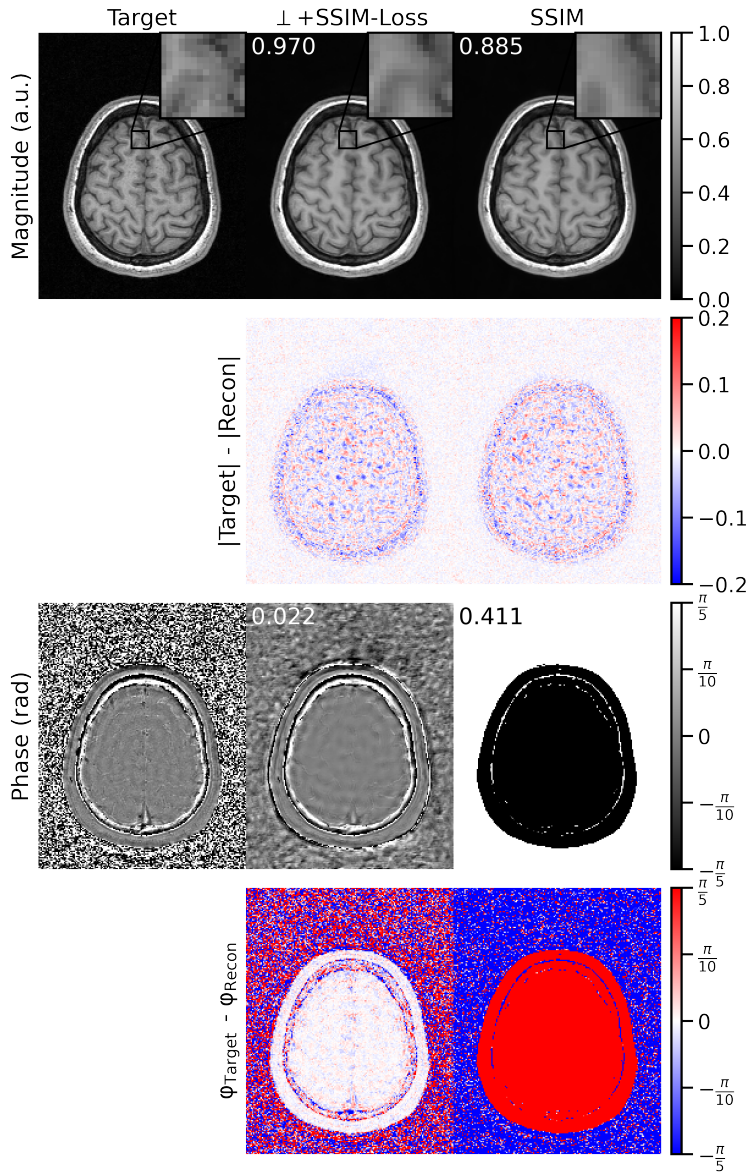 Target
⊥ +SSIM-Loss
SSIM
0.970
0.885
Magnitude (a.u.)
1.0
0.8
0.6
0.4
0.2
0.0
|Target| - |Recon|
0.2
0.1
0.0
−0.1
−0.2
0.022
0.411
Phase (rad)
π/5
π/10
0
−π/10
−π/5
φTarget - φRecon
π/5
π/10
0
−π/10
−π/5